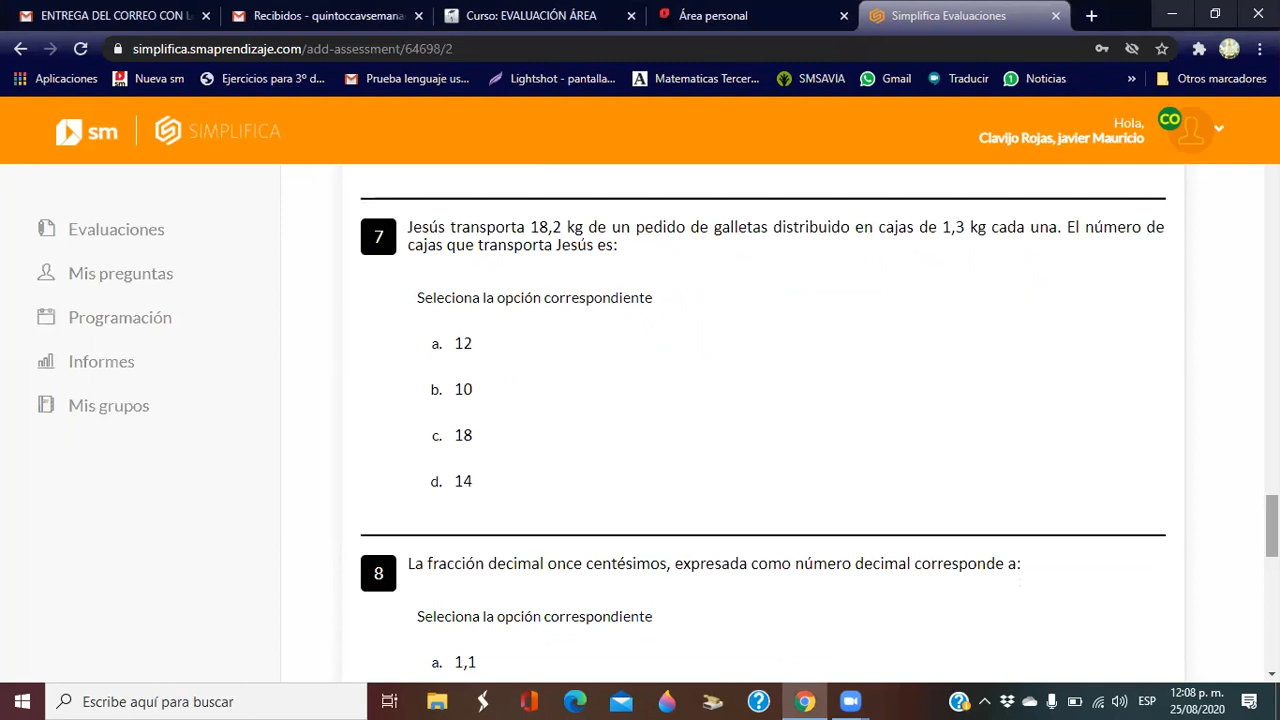 ENTREGA DEL CORREO CON L
Recibidos - quintoccavsemana
Curso: EVALUACIÓN ÁREA
Área personal
Simplifica Evaluaciones
simplifica.smaprendizaje.com/add-assessment/64698/2
Aplicaciones
Nueva sm
Ejercicios para 3º d...
Prueba lenguaje us...
Lightshot - pantalla...
Matematicas Tercer...
SMSAVIA
Gmail
Traducir
Noticias
»
Otros marcadores
sm
SIMPLIFICA
Hola,
Clavijo Rojas, javier Mauricio
CO
Evaluaciones
Mis preguntas
Programación
Informes
Mis grupos
7
Jesús transporta 18,2 kg de un pedido de galletas distribuido en cajas de 1,3 kg cada una. El número de
cajas que transporta Jesús es:
Seleciona la opción correspondiente
a. 12
b. 10
c. 18
d. 14
8
La fracción decimal once centésimos, expresada como número decimal corresponde a:
Seleciona la opción correspondiente
a. 1,1
Escribe aquí para buscar
ESP
12:08 p. m.
25/08/2020